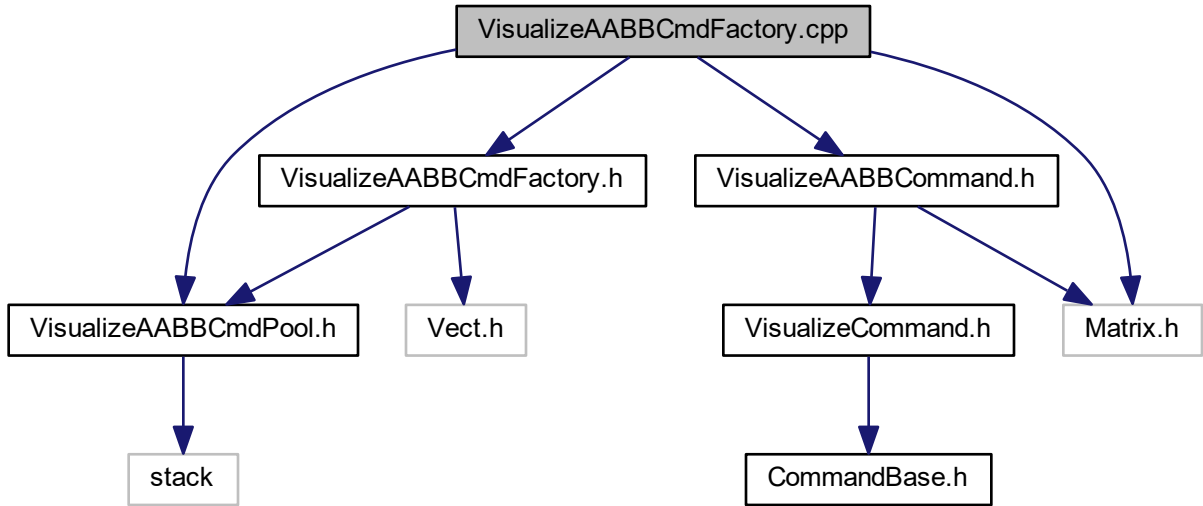 VisualizeAABBCmdFactory.cpp
VisualizeAABBCmdFactory.h
VisualizeAABBCommand.h
VisualizeAABBCmdPool.h
Vect.h
VisualizeCommand.h
Matrix.h
stack
CommandBase.h